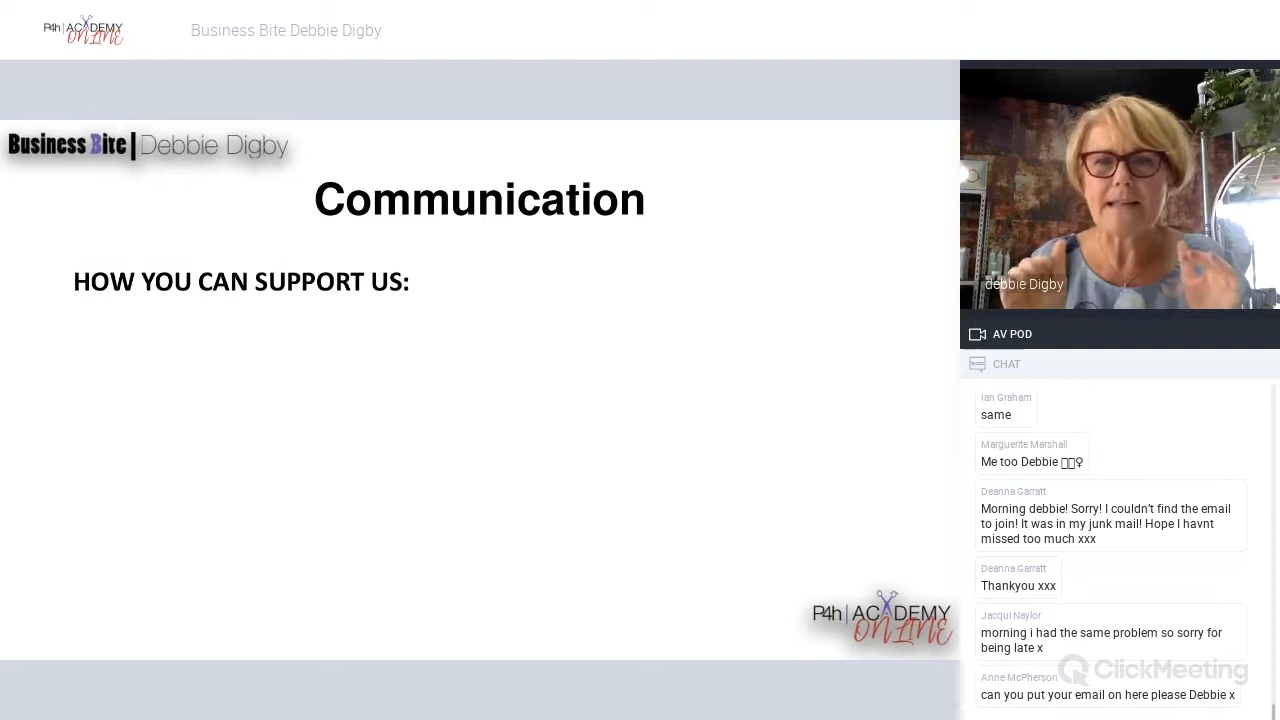 P4h | ACADEMY
ONLINE
Business Bite Debbie Digby
Business Bite | Debbie Digby
Communication
HOW YOU CAN SUPPORT US:
P4h | ACADEMY
ONLINE
debbie Digby
AV POD
CHAT
Ian Graham
same
Marguerite Marshall
Me too Debbie
Deanna Garratt
Morning debbie! Sorry! I couldn't find the email
to join! It was in my junk mail! Hope I havnt
missed too much xxx
Deanna Garratt
Thankyou xxx
Jacqui Naylor
morning i had the same problem so sorry for
being late x
Anne McPherson
can you put your email on here please Debbie x
ClickMeeting